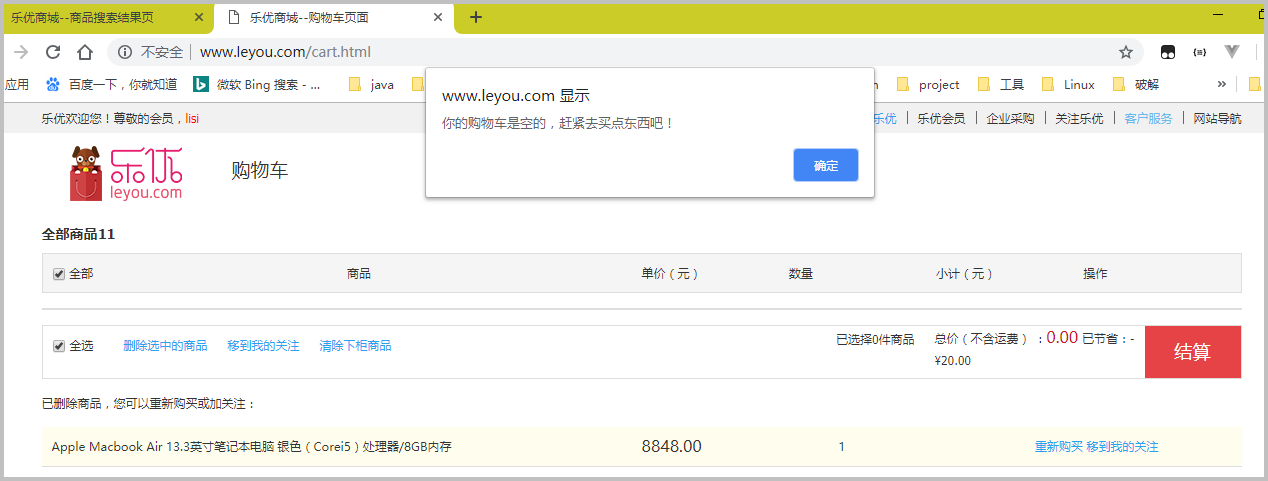 乐优商城--商品搜索结果页
乐优商城--购物车页面
不安全 | www.leyou.com/cart.html
应用 百度一下，你就知道 微软 Bing 搜索 - ... java project 工具 Linux 破解 »
www.leyou.com 显示
你的购物车是空的，赶紧去买点东西吧！
确定
乐优欢迎您！尊敬的会员，lisi
乐优 乐优会员 企业采购 关注乐优 客户服务 网站导航
乐优
leyou.com
购物车
全部商品11
全部 商品 单价（元） 数量 小计（元） 操作
全选 删除选中的商品 移到我的关注 清除下柜商品 已选择0件商品 总价（不含运费）：0.00 已节省：-
¥20.00
结算
已删除商品，您可以重新购买或加关注：
Apple Macbook Air 13.3英寸笔记本电脑 银色（Corei5）处理器/8GB内存 8848.00 1 重新购买 移到我的关注